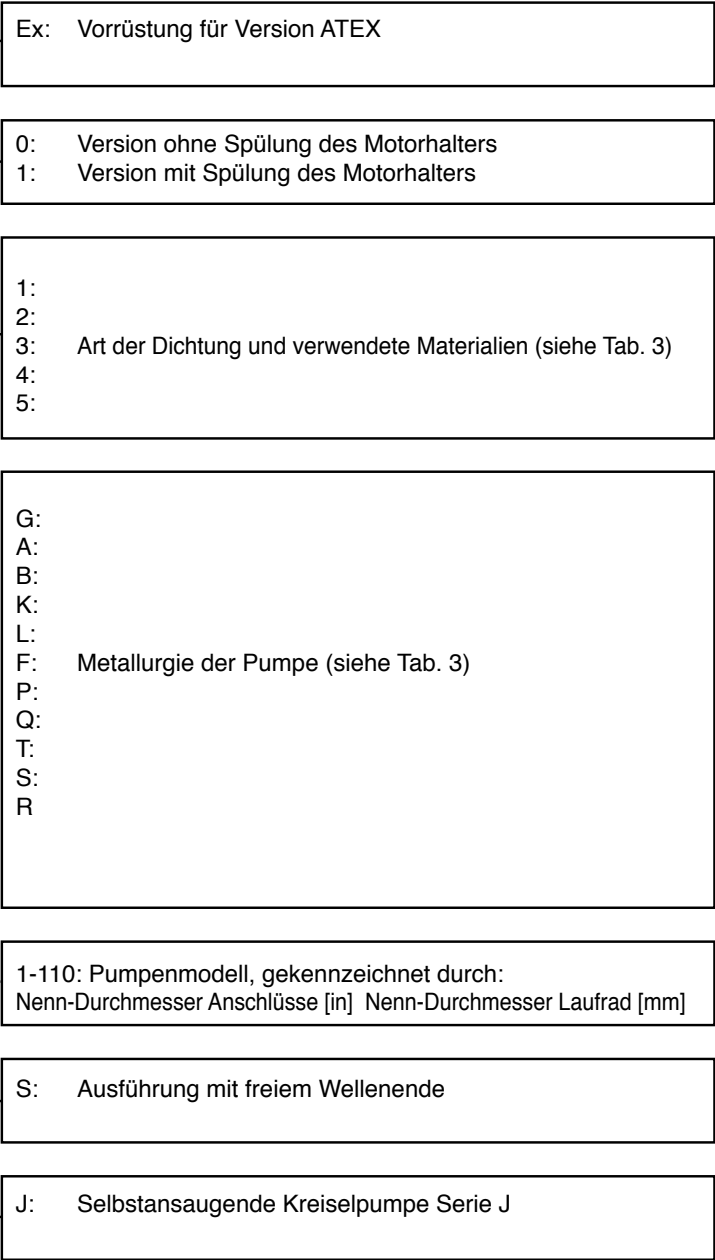 Ex: Vorrüstung für Version ATEX
0: Version ohne Spülung des Motorhalters
1: Version mit Spülung des Motorhalters
1:
2:
3: Art der Dichtung und verwendete Materialien (siehe Tab. 3)
4:
5:
G:
A:
B:
K:
L:
F: Metallurgie der Pumpe (siehe Tab. 3)
P:
Q:
T:
S:
R
1-110: Pumpenmodell, gekennzeichnet durch:
Nenn-Durchmesser Anschlüsse [in] Nenn-Durchmesser Laufrad [mm]
S: Ausführung mit freiem Wellenende
J: Selbstansaugende Kreiselpumpe Serie J